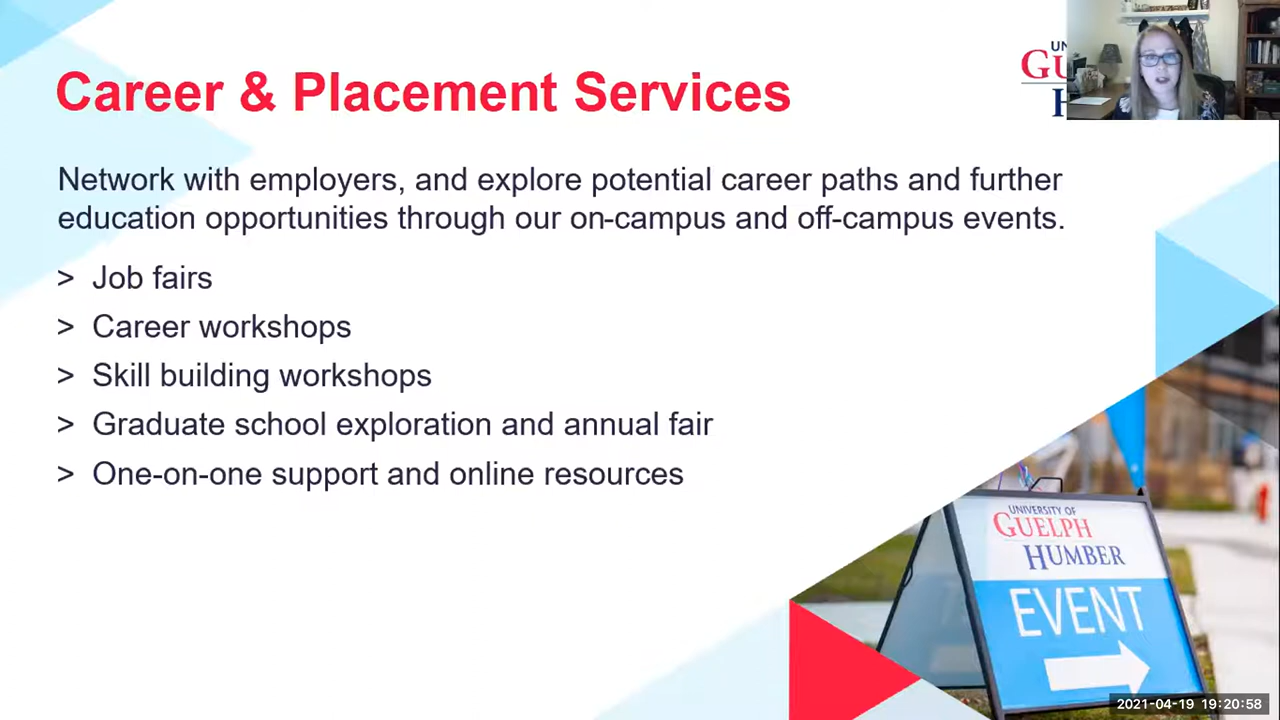 Career & Placement Services
Network with employers, and explore potential career paths and further
education opportunities through our on-campus and off-campus events.
> Job fairs
> Career workshops
> Skill building workshops
> Graduate school exploration and annual fair
> One-on-one support and online resources
UNIVERSITY OF
GUELPH
HUMBER
EVENT
2021-04-19 19:20:58